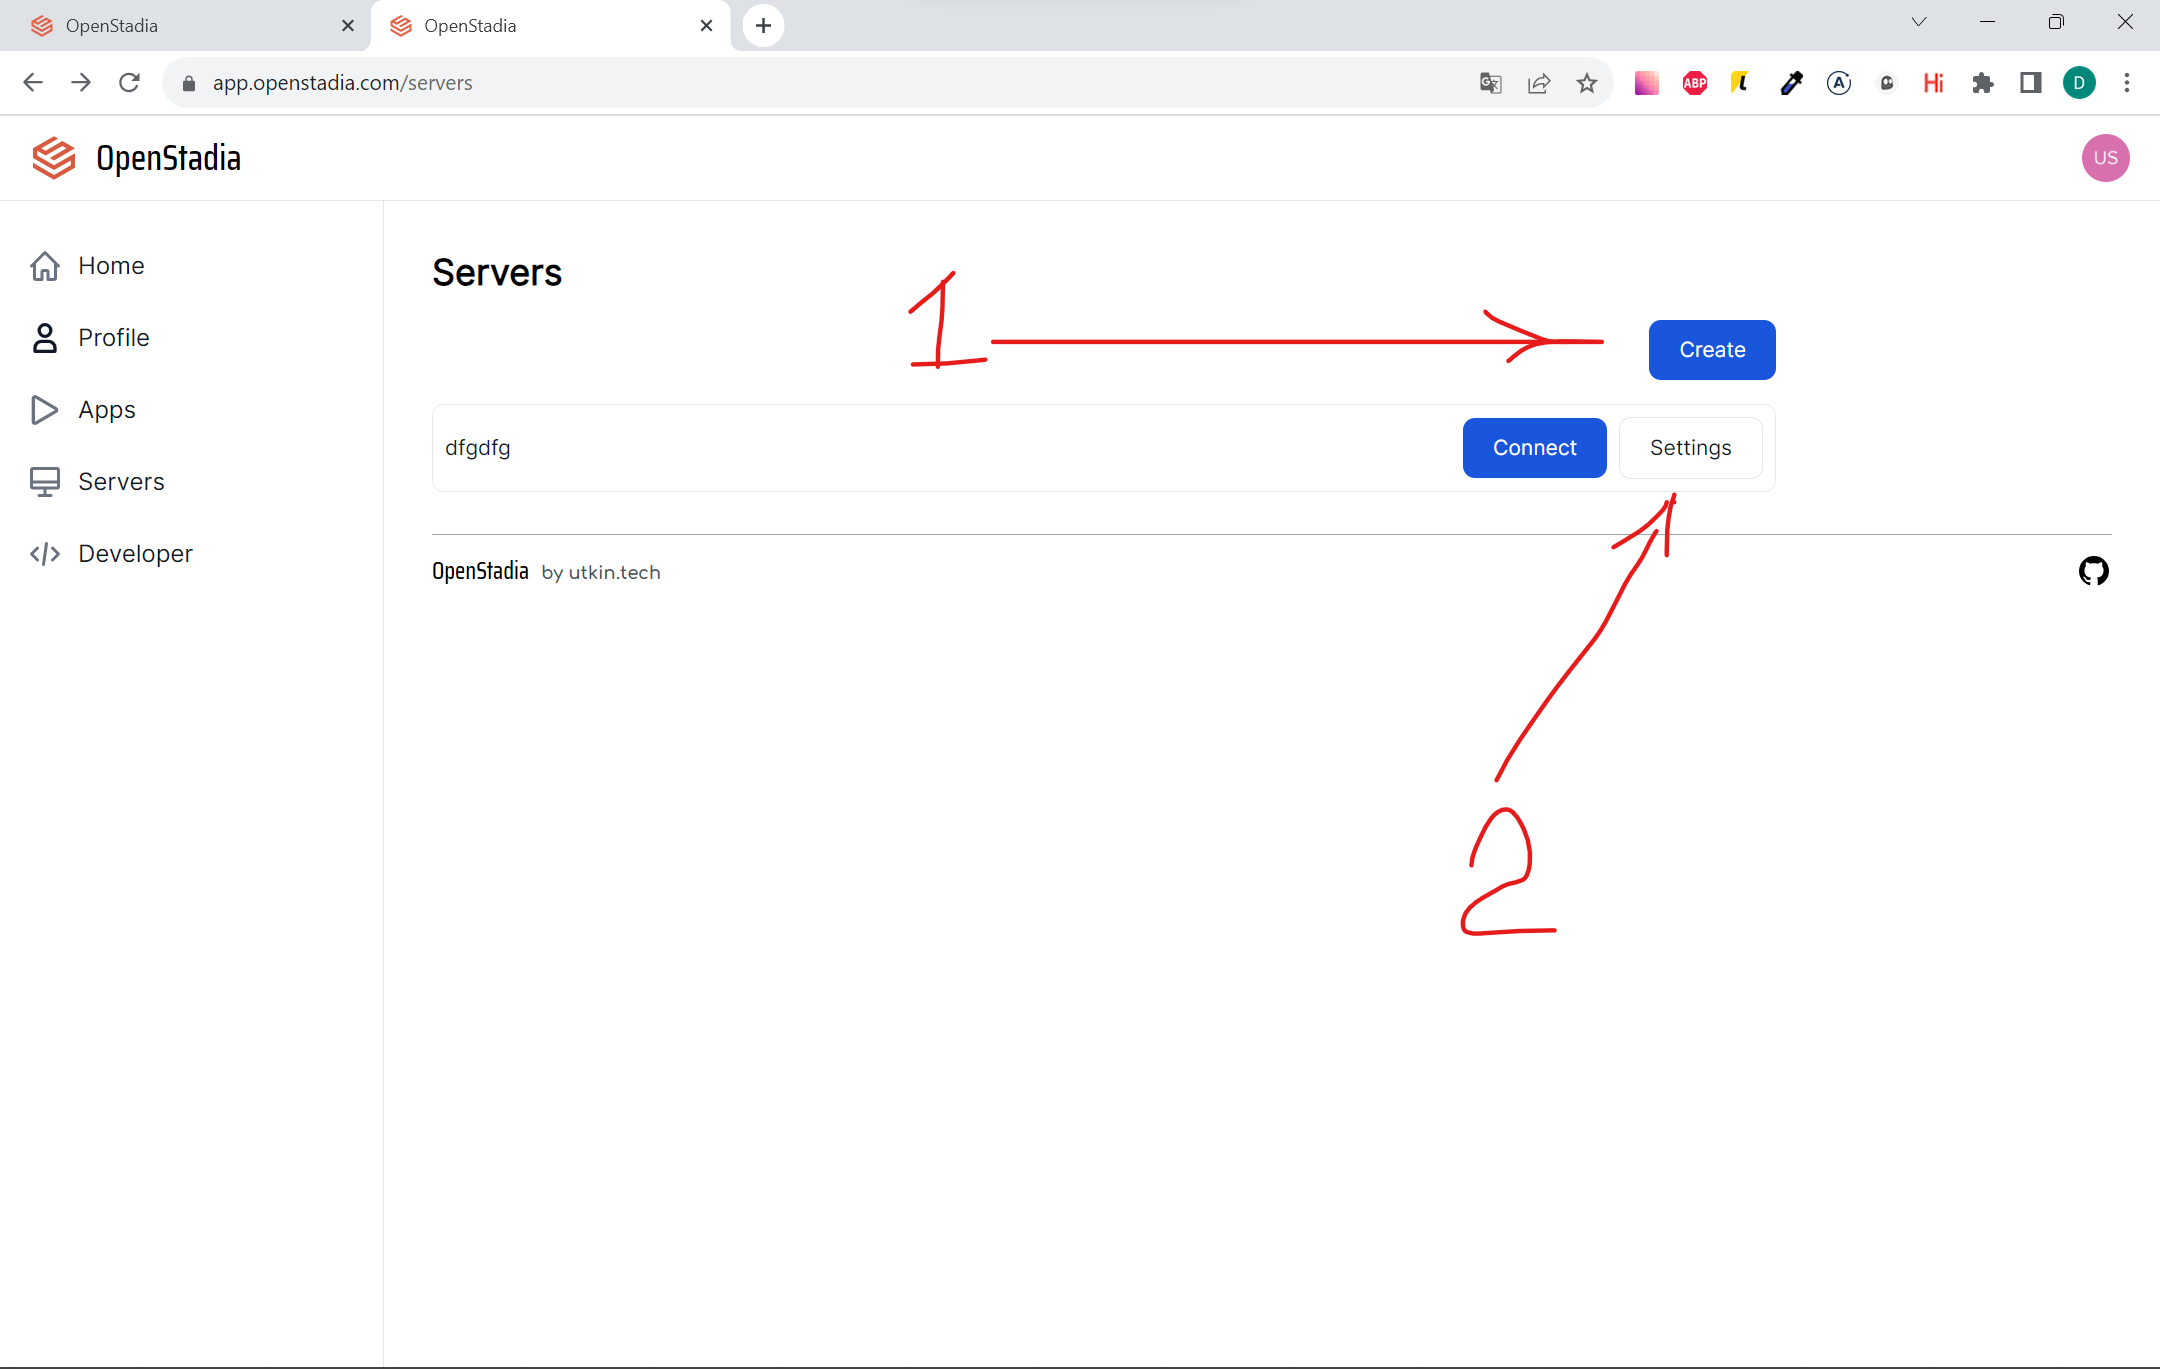 OpenStadia
OpenStadia
app.openstadia.com/servers
ABP
A
Hi
D
OpenStadia
US
Home
Profile
Apps
Servers
Developer
Servers
1
Create
dfgdfg
Connect
Settings
OpenStadia by utkin.tech
2